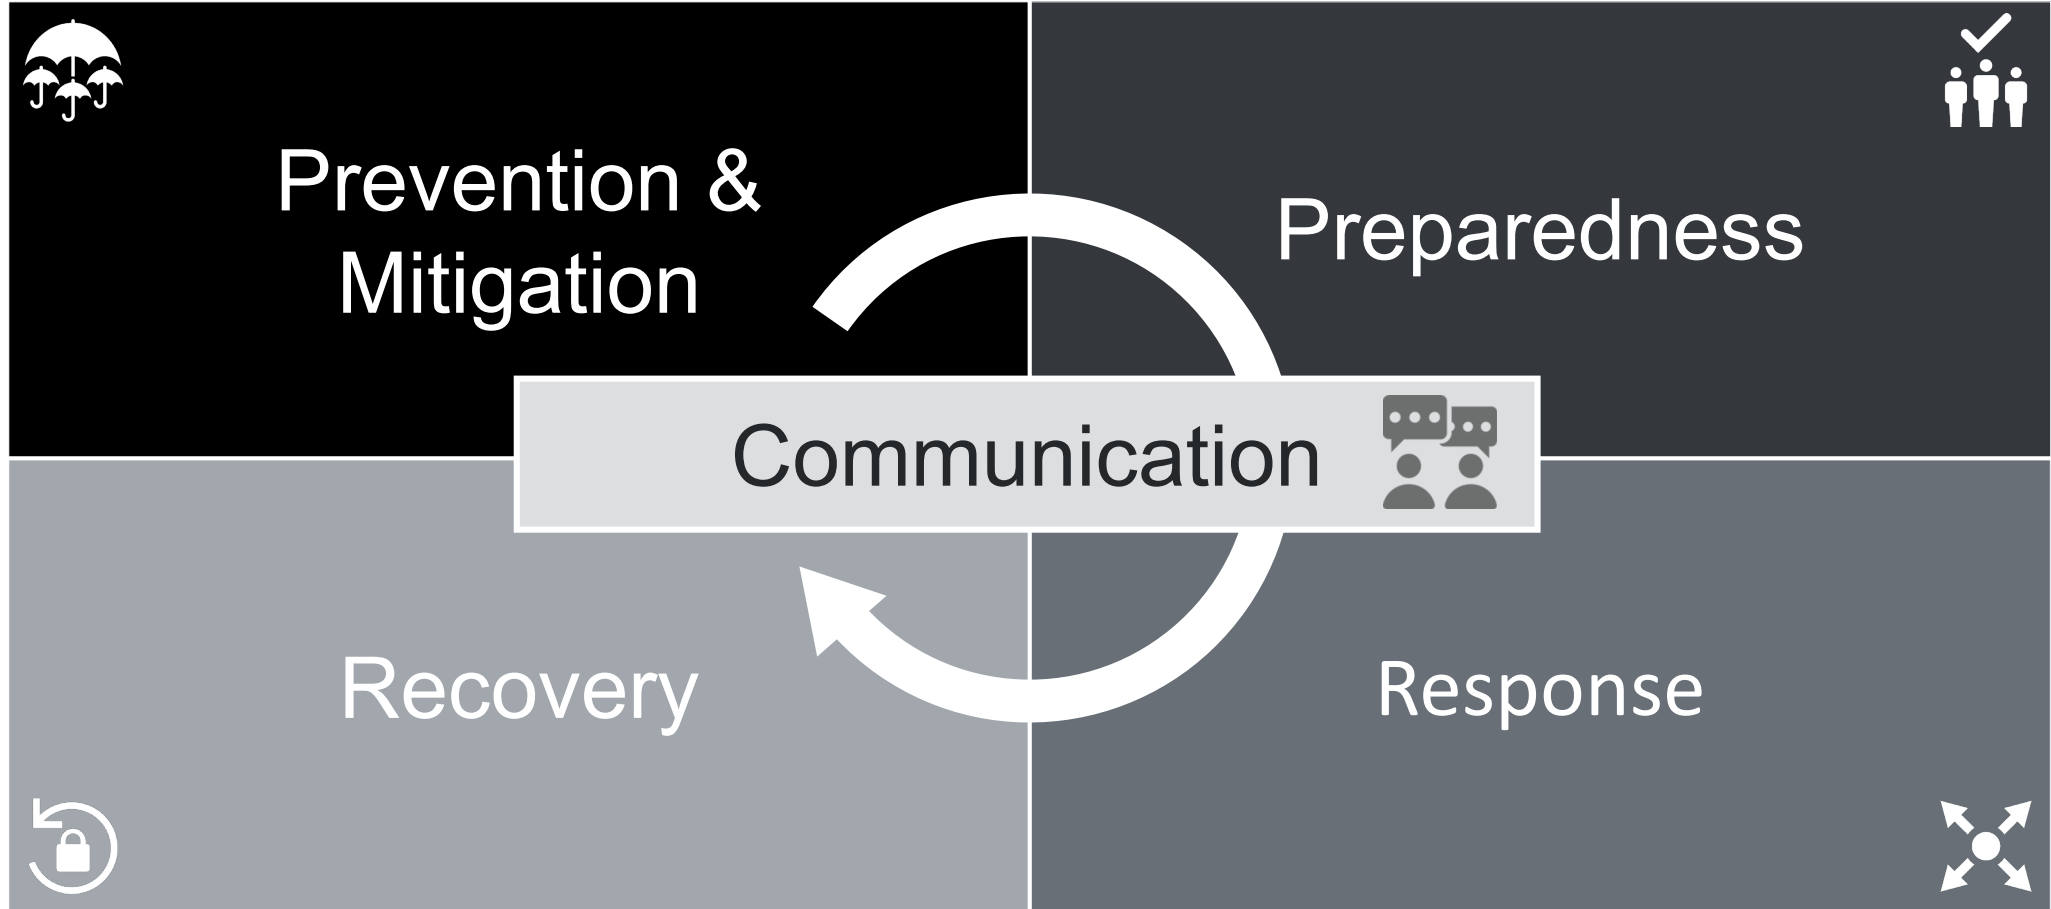 Prevention &
Mitigation
Preparedness
Communication
Recovery
Response